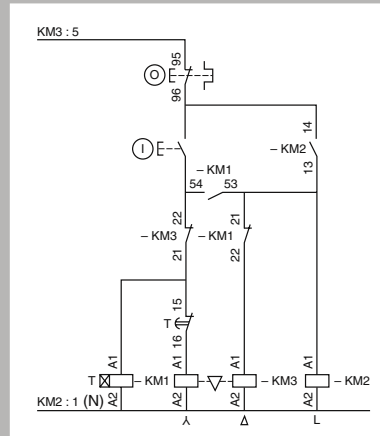 KM3 : 5
95
O
96
14
I
– KM2
13
– KM1
54 53
22
21
– KM3
– KM1
21
22
15
T
16
A1
A1
A1
A1
T
– KM1
– KM3
– KM2
A2
A2
A2
A2
KM2 : 1 (N)
Δ
L